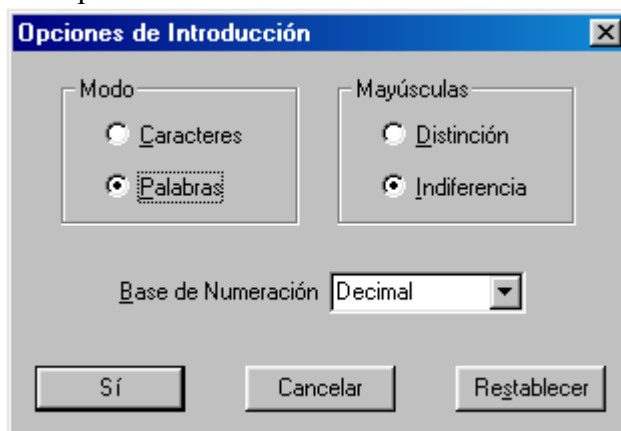 Opciones de Introducción
Modo
Mayúsculas
Caracteres
Distinción
Palabras
Indiferencia
Base de Numeración Decimal
Sí Cancelar Restablecer